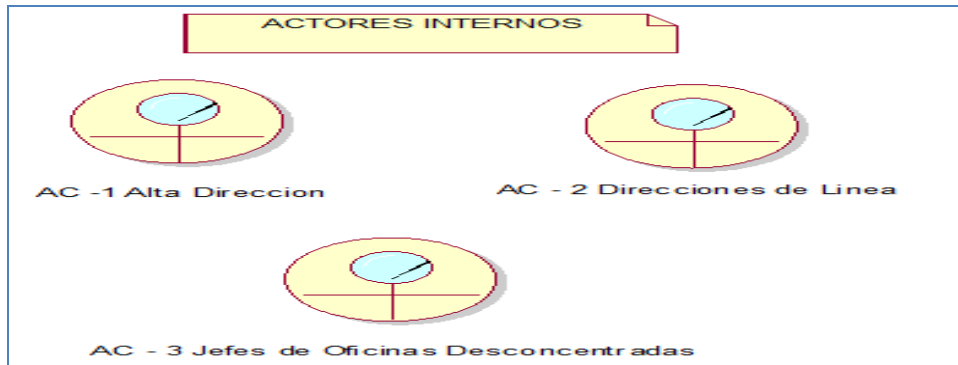 ACTORES INTERNOS
AC -1 Alta Direccion
AC - 2 Direcciones de Linea
AC - 3 Jefes de Oficinas Desconcentradas